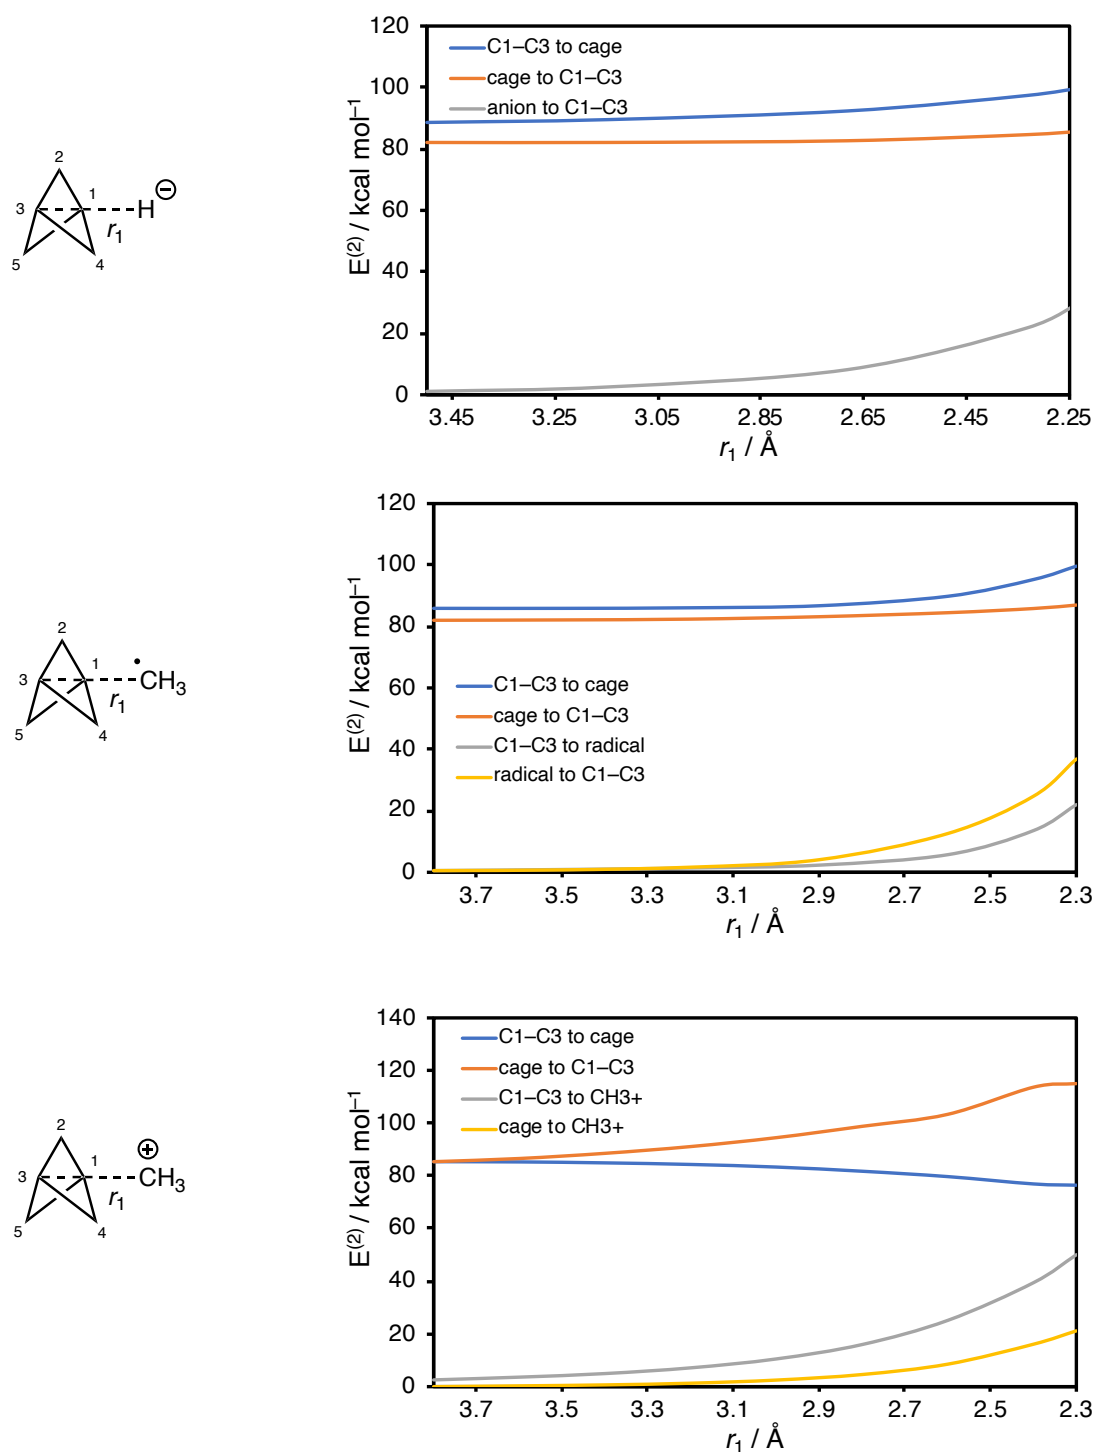 120
C1–C3 to cage
100
cage to C1–C3
anion to C1–C3
80
60
40
20
0
E(2) / kcal mol–1
3.45 3.25 3.05 2.85 2.65 2.45 2.25
r1 / Å
2
3 1 H ⊖
r1
5 4
120
100
80
60
C1–C3 to cage
cage to C1–C3
40
C1–C3 to radical
radical to C1–C3
20
0
E(2) / kcal mol–1
3.7 3.5 3.3 3.1 2.9 2.7 2.5 2.3
r1 / Å
2
3 1 •CH3
r1
5 4
140
C1–C3 to cage
120
cage to C1–C3
C1–C3 to CH3+
100
cage to CH3+
80
60
40
20
0
E(2) / kcal mol–1
3.7 3.5 3.3 3.1 2.9 2.7 2.5 2.3
r1 / Å
2
3 1 CH3 ⊕
r1
5 4